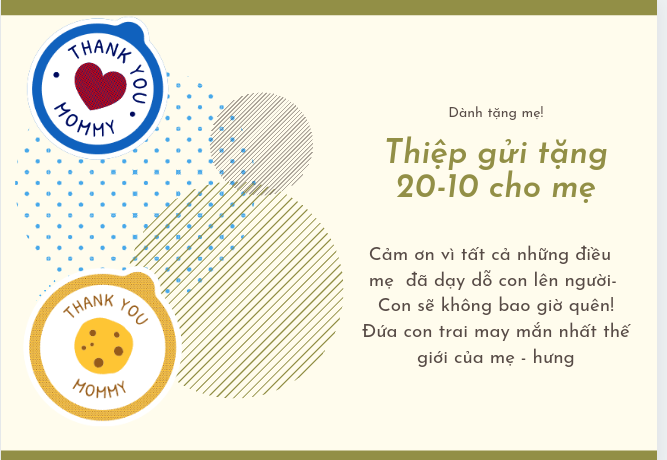 THANK YOU
MOMMY
THANK YOU
MOMMY
Dành tặng mẹ!
Thiệp gửi tặng
20-10 cho mẹ
Cảm ơn vì tất cả những điều
mẹ đã dạy dỗ con lên người-
Con sẽ không bao giờ quên!
Đứa con trai may mắn nhất thế
giới của mẹ - hưng